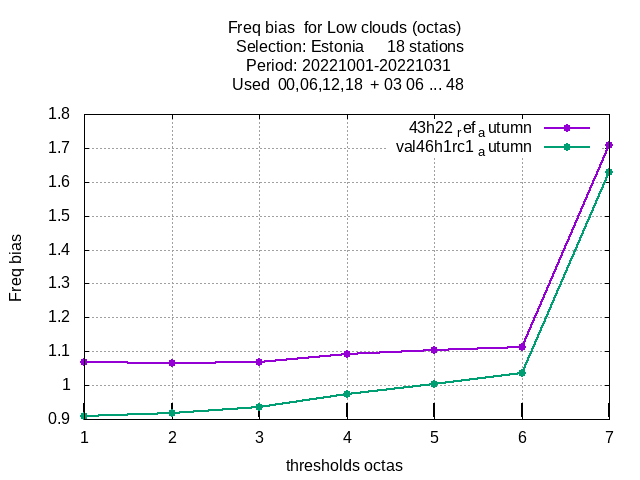 Freq bias  for Low clouds (octas)
Selection: Estonia     18 stations
Period: 20221001-20221031
Used  00,06,12,18  + 03 06 ... 48
1.8
43h22 ref a utumn
1.7
val46h1rc1 a utumn
1.6
1.5
1.4
Freq bias
1.3
1.2
1.1
1
0.9
1 2 3 4 5 6 7
thresholds octas